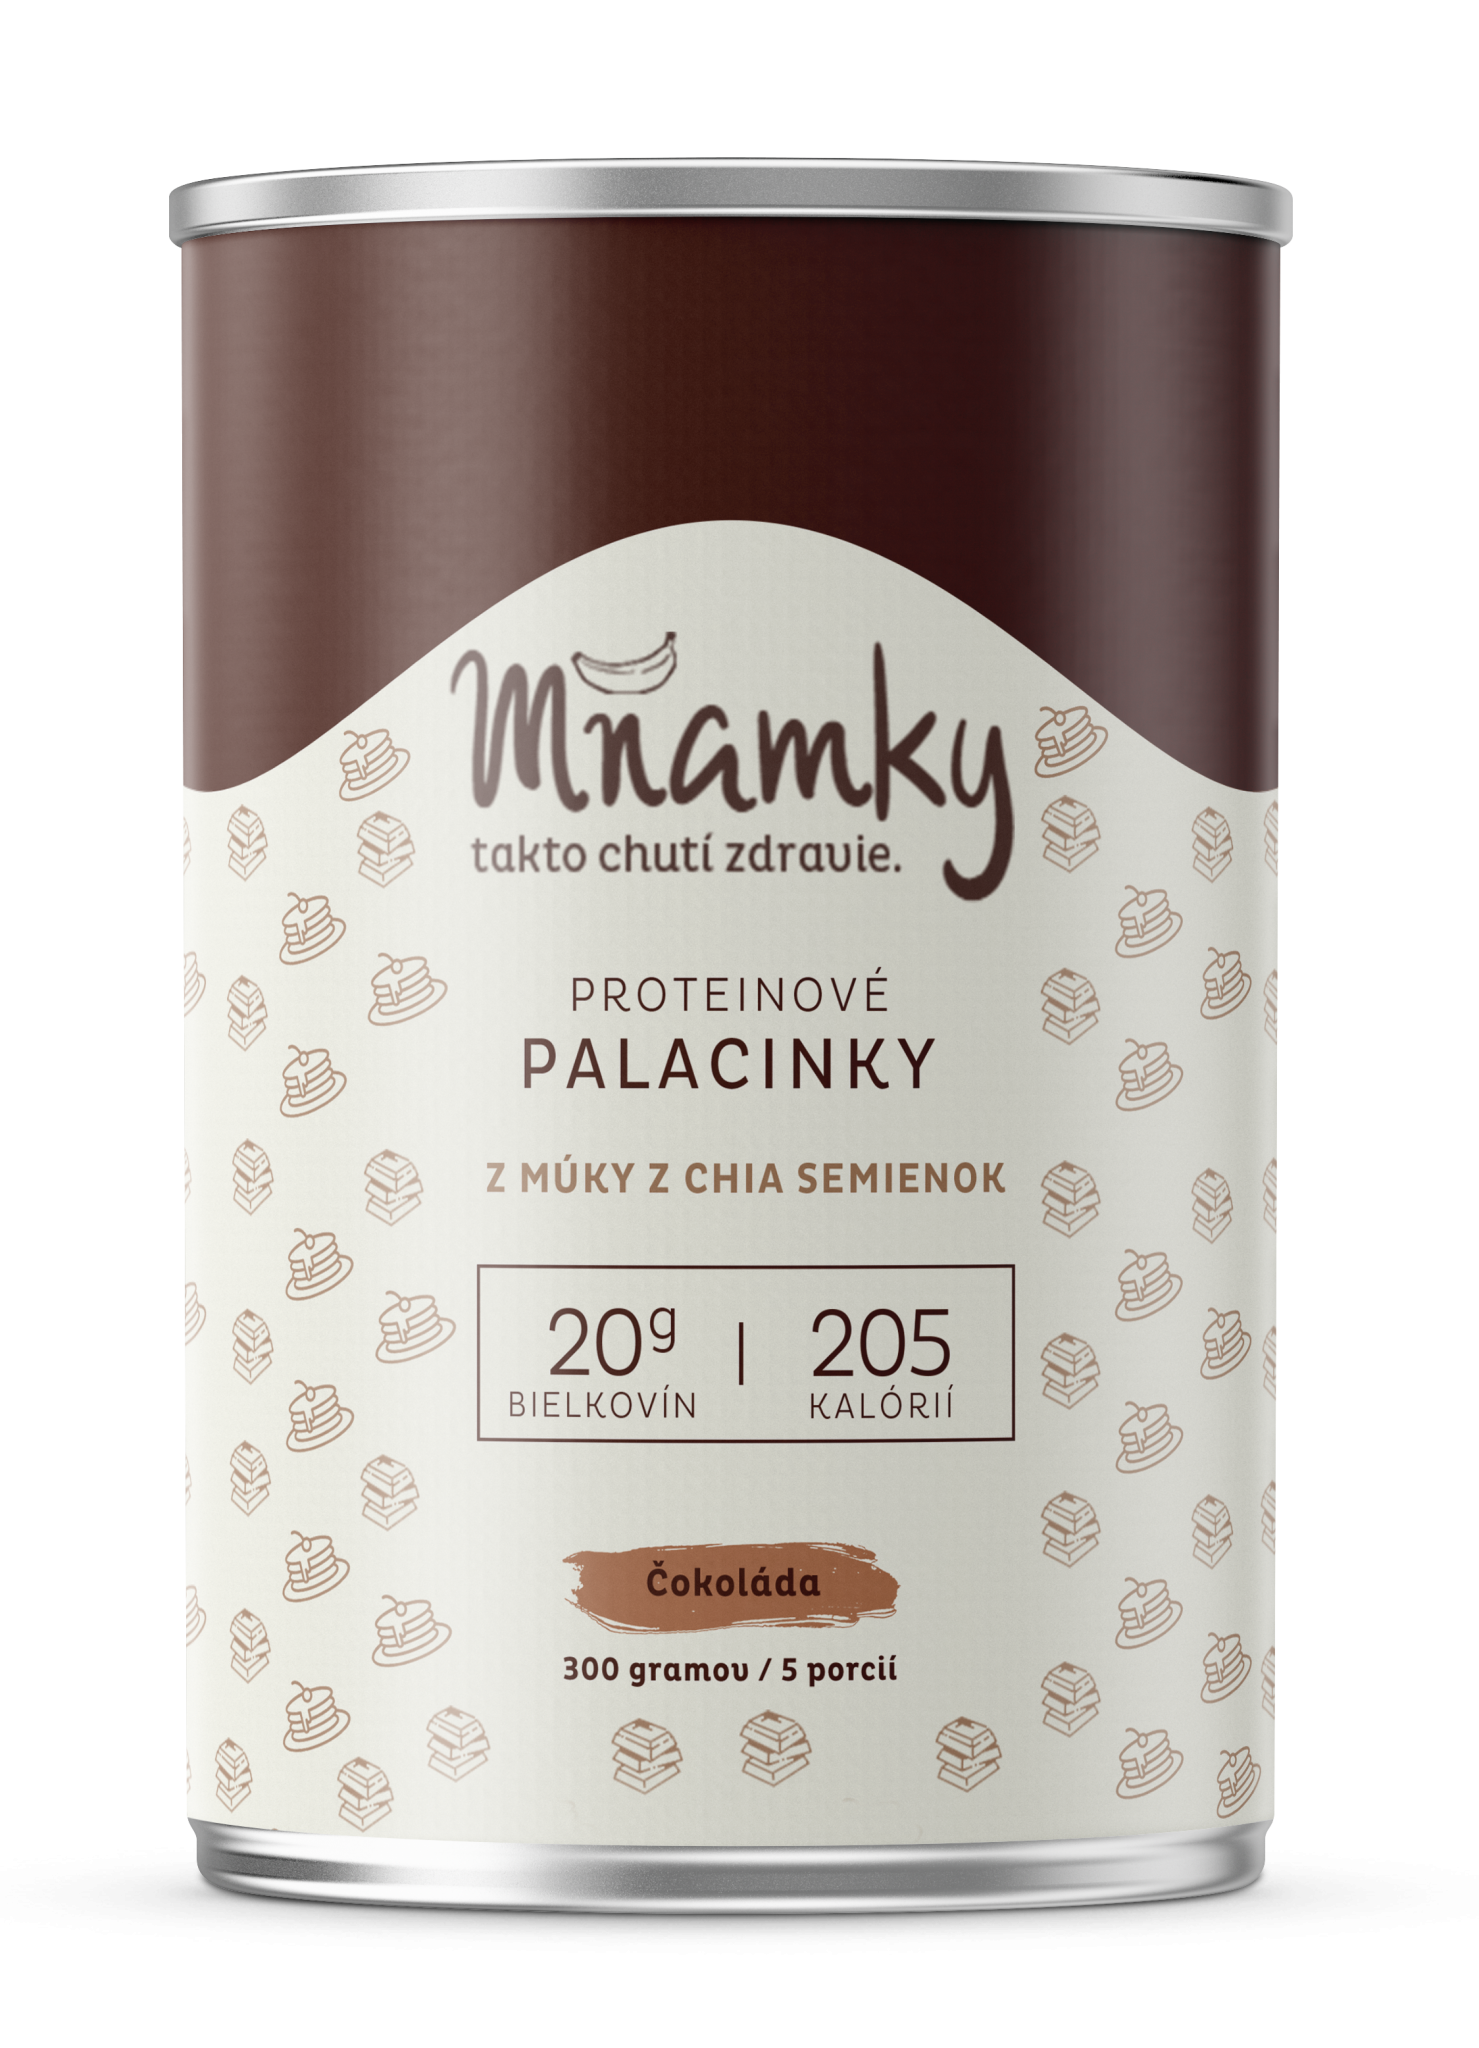 Mňamky
takto chutí zdravie.
PROTEINOVÉ
PALACINKY
Z MÚKY Z CHIA SEMIENOK
20g | 205
BIELKOVÍN KALÓRIÍ
Čokoláda
300 gramov / 5 porcií